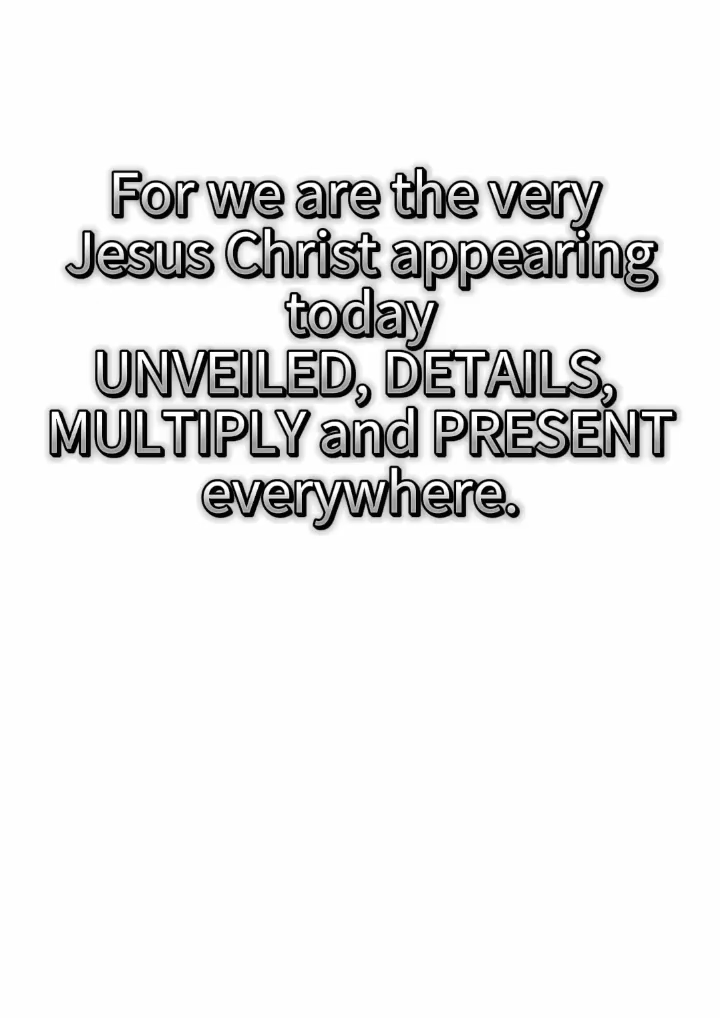 For we are the very
Jesus Christ appearing
today
UNVEILED, DETAILS,
MULTIPLY and PRESENT
everywhere.